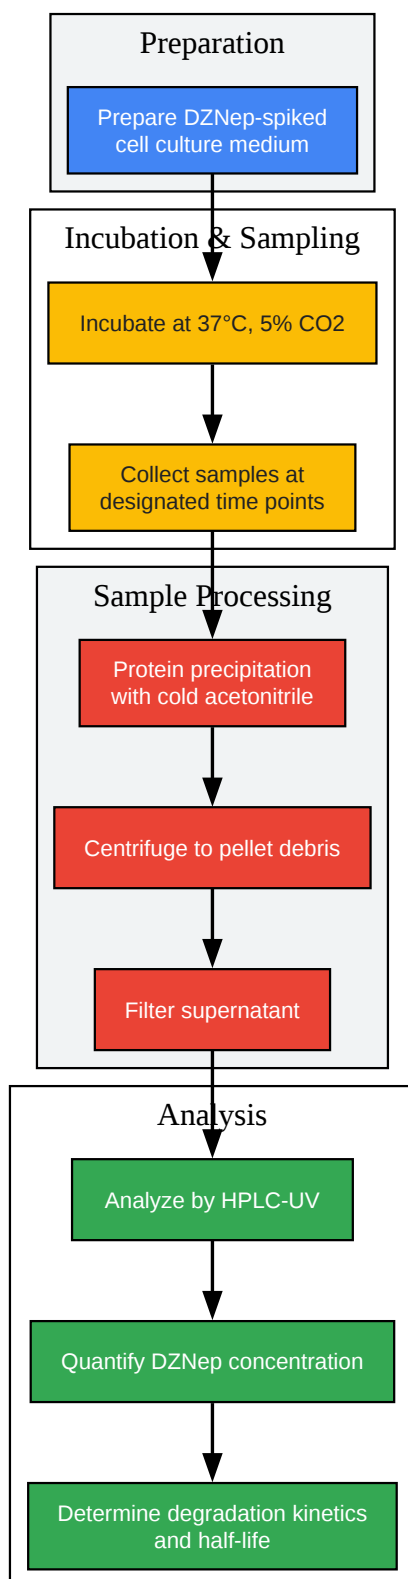 Preparation
Prepare DZNep-spiked
cell culture medium
Incubation & Sampling
Incubate at 37°C, 5% CO2
Collect samples at
designated time points
Sample Processing
Protein precipitation
with cold acetonitrile
Centrifuge to pellet debris
Filter supernatant
Analysis
Analyze by HPLC-UV
Quantify DZNep concentration
Determine degradation kinetics
and half-life